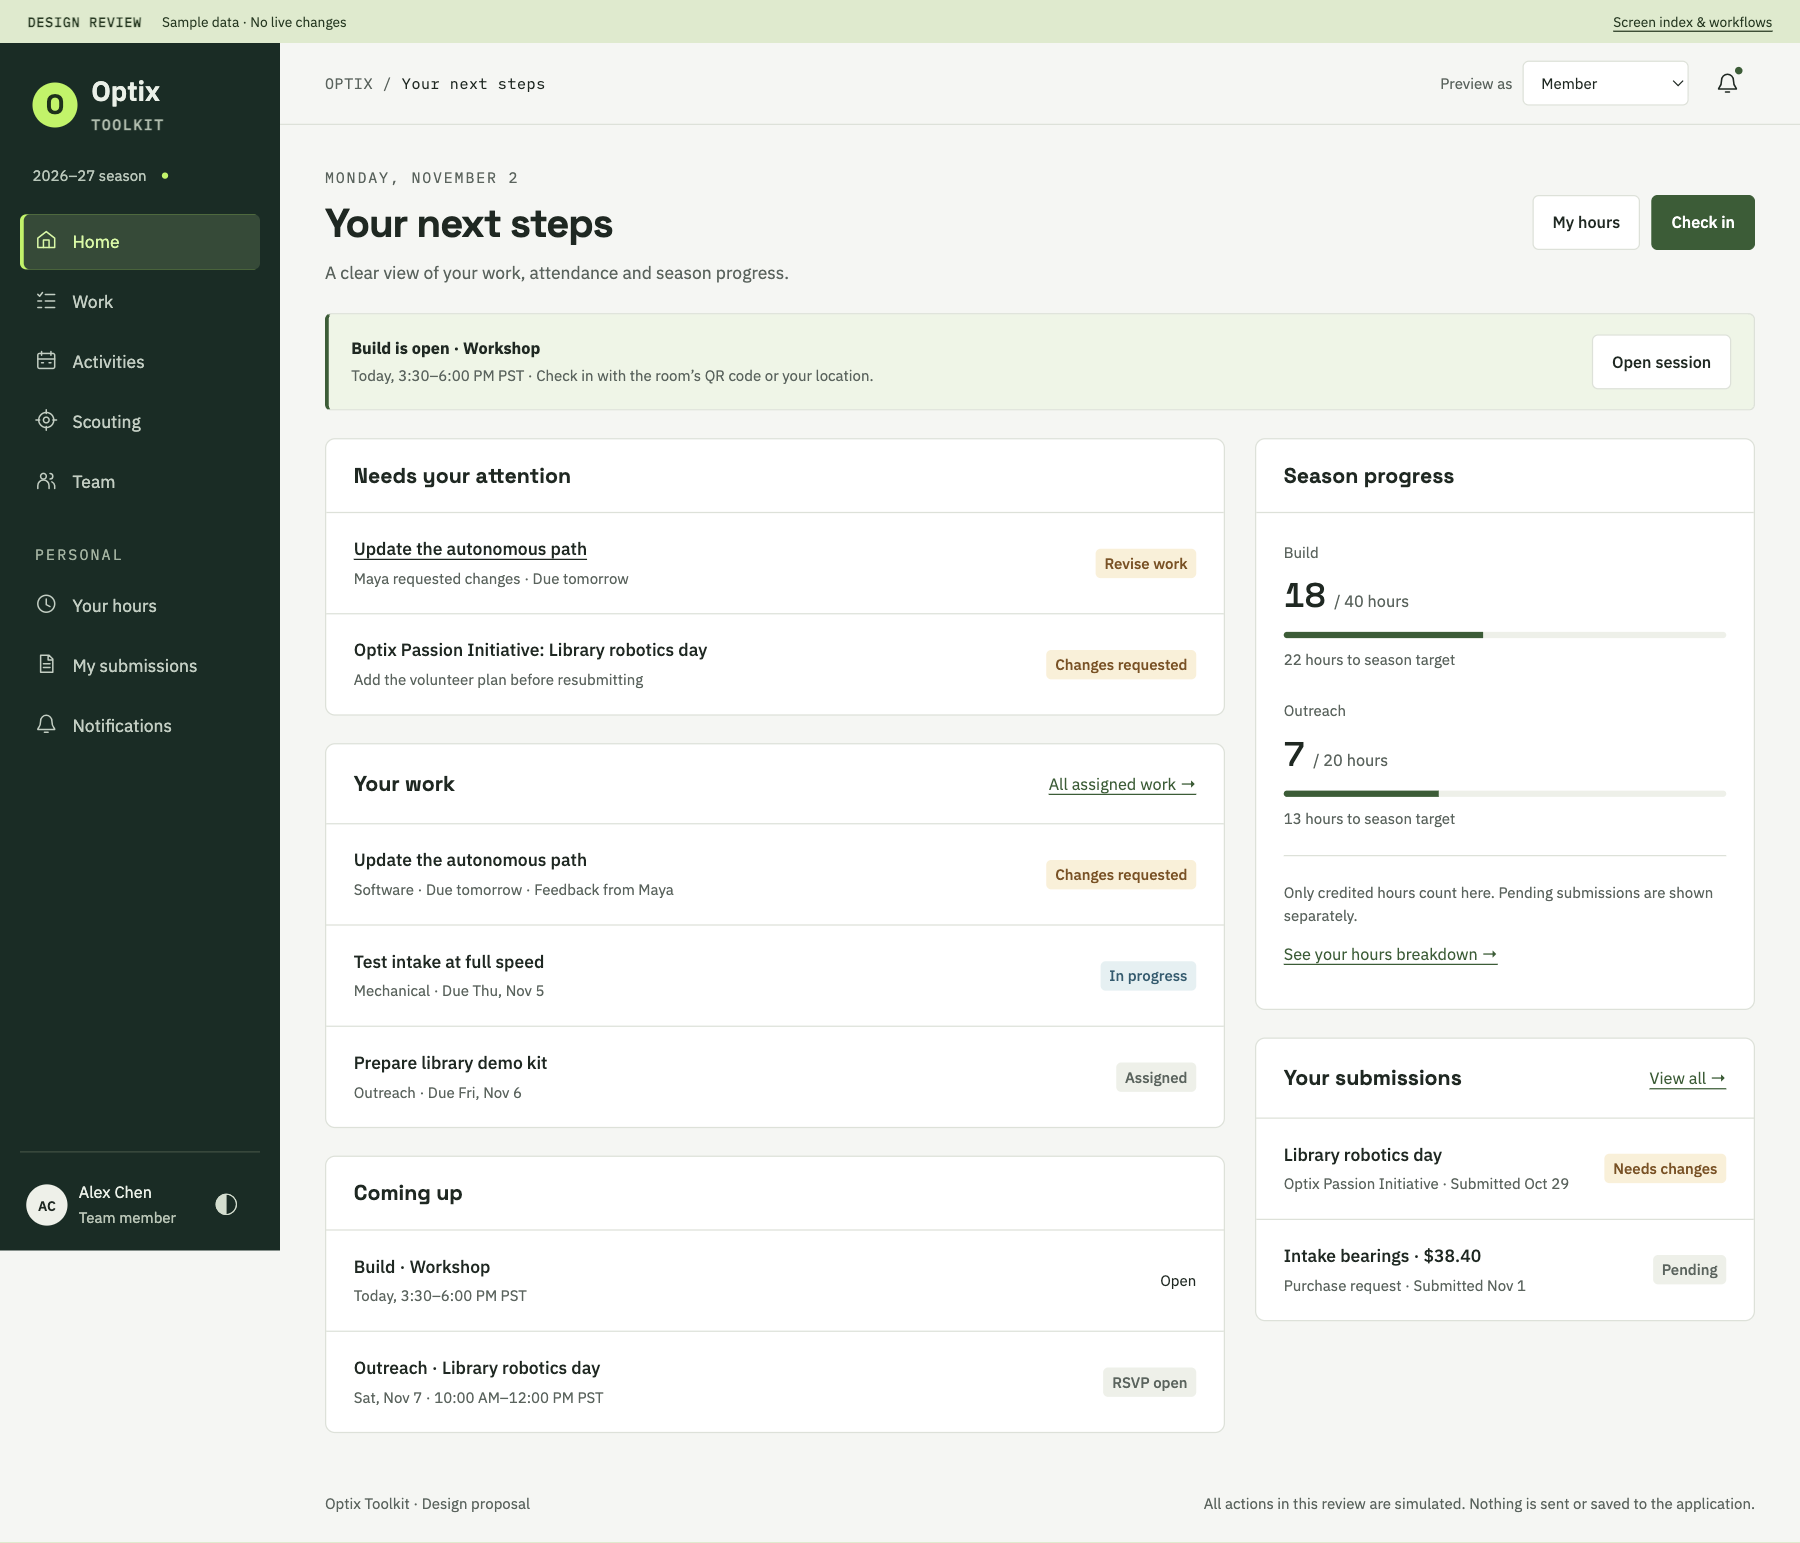 DESIGN REVIEW Sample data · No live changes
Screen index & workflows
O
Optix
TOOLKIT
2026–27 season
Home
Work
Activities
Scouting
Team
PERSONAL
Your hours
My submissions
Notifications
AC
Alex Chen
Team member
OPTIX / Your next steps
Preview as
Member
MONDAY, NOVEMBER 2
Your next steps
A clear view of your work, attendance and season progress.
My hours
Check in
Build is open · Workshop
Today, 3:30–6:00 PM PST · Check in with the room’s QR code or your location.
Open session
Needs your attention
Update the autonomous path
Maya requested changes · Due tomorrow
Revise work
Optix Passion Initiative: Library robotics day
Add the volunteer plan before resubmitting
Changes requested
Your work
All assigned work →
Update the autonomous path
Software · Due tomorrow · Feedback from Maya
Changes requested
Test intake at full speed
Mechanical · Due Thu, Nov 5
In progress
Prepare library demo kit
Outreach · Due Fri, Nov 6
Assigned
Coming up
Build · Workshop
Today, 3:30–6:00 PM PST
Open
Outreach · Library robotics day
Sat, Nov 7 · 10:00 AM–12:00 PM PST
RSVP open
Season progress
Build
18 / 40 hours
22 hours to season target
Outreach
7 / 20 hours
13 hours to season target
Only credited hours count here. Pending submissions are shown
separately.
See your hours breakdown →
Your submissions
View all →
Library robotics day
Optix Passion Initiative · Submitted Oct 29
Needs changes
Intake bearings · $38.40
Purchase request · Submitted Nov 1
Pending
Optix Toolkit · Design proposal
All actions in this review are simulated. Nothing is sent or saved to the application.